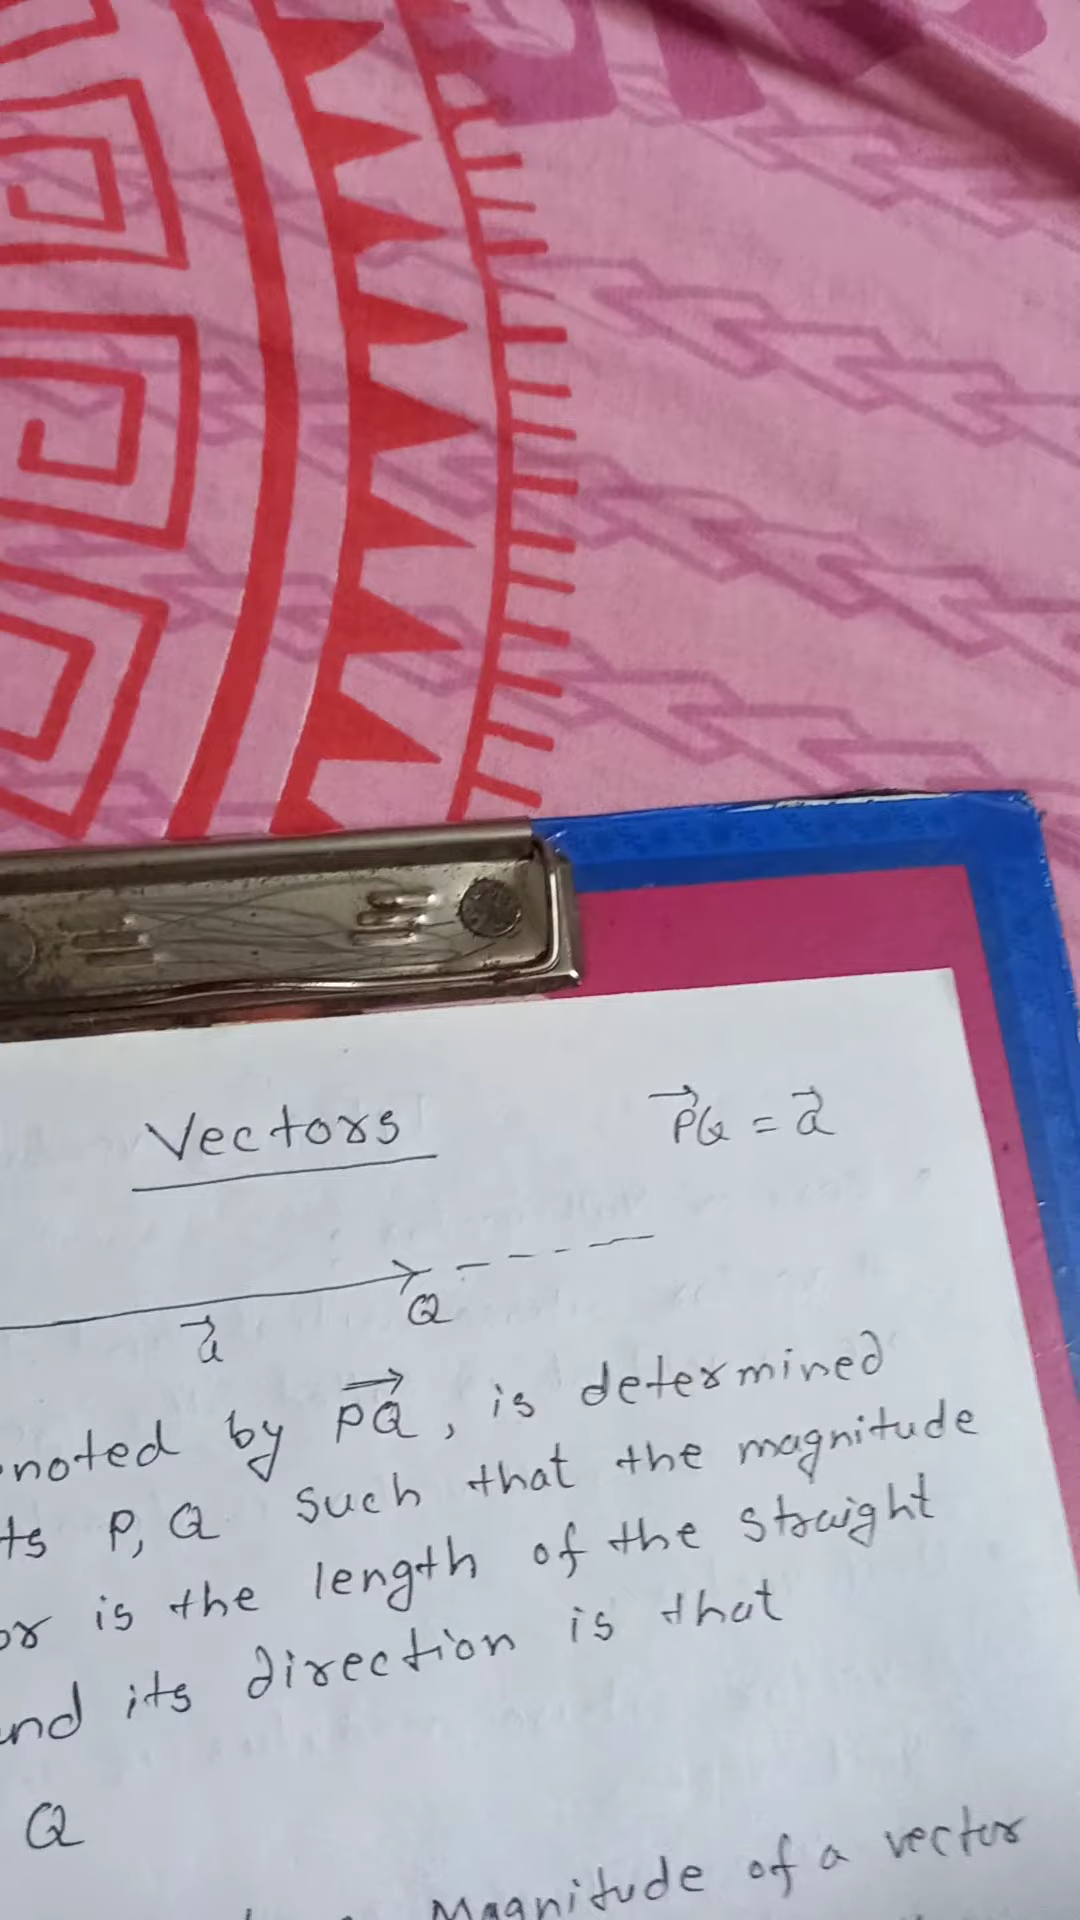 Vectors
→PQ = →a
Q
→a
noted by →PQ, is determined
ts P, Q such that the magnitude
or is the length of the straight
and its direction is that
Q
Magnitude of a vector